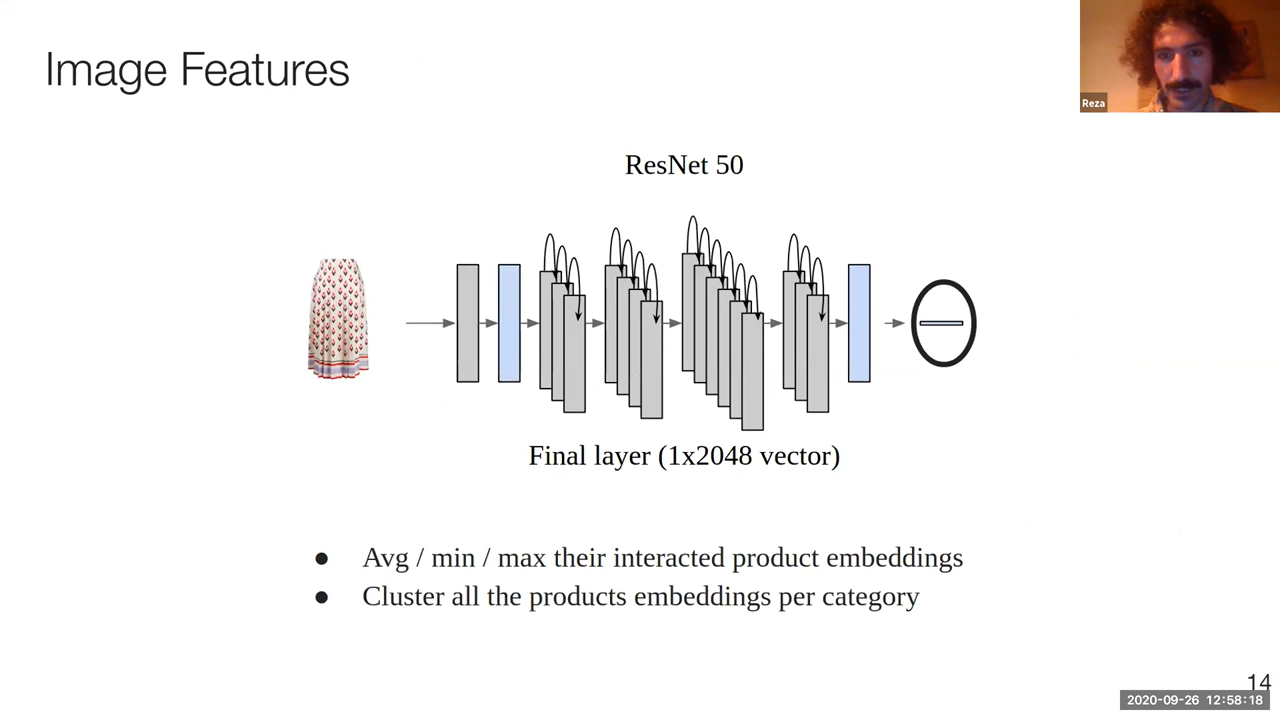 Image Features
Reza
ResNet 50
Final layer (1x2048 vector)
● Avg / min / max their interacted product embeddings
● Cluster all the products embeddings per category
14
2020-09-26 12:58:18